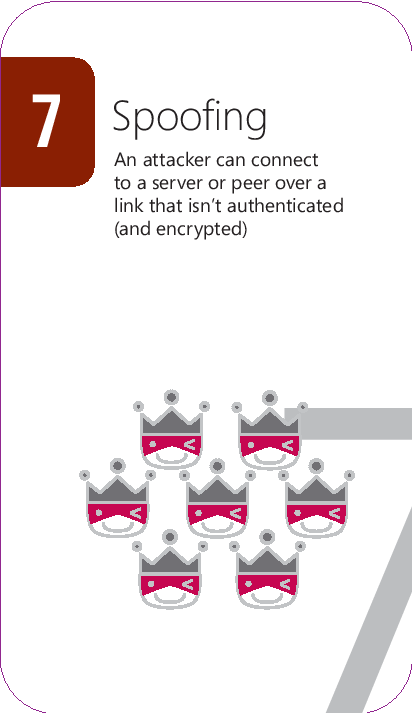 7
Spoofing
An attacker can connect
to a server or peer over a
link that isn’t authenticated
(and encrypted)
7